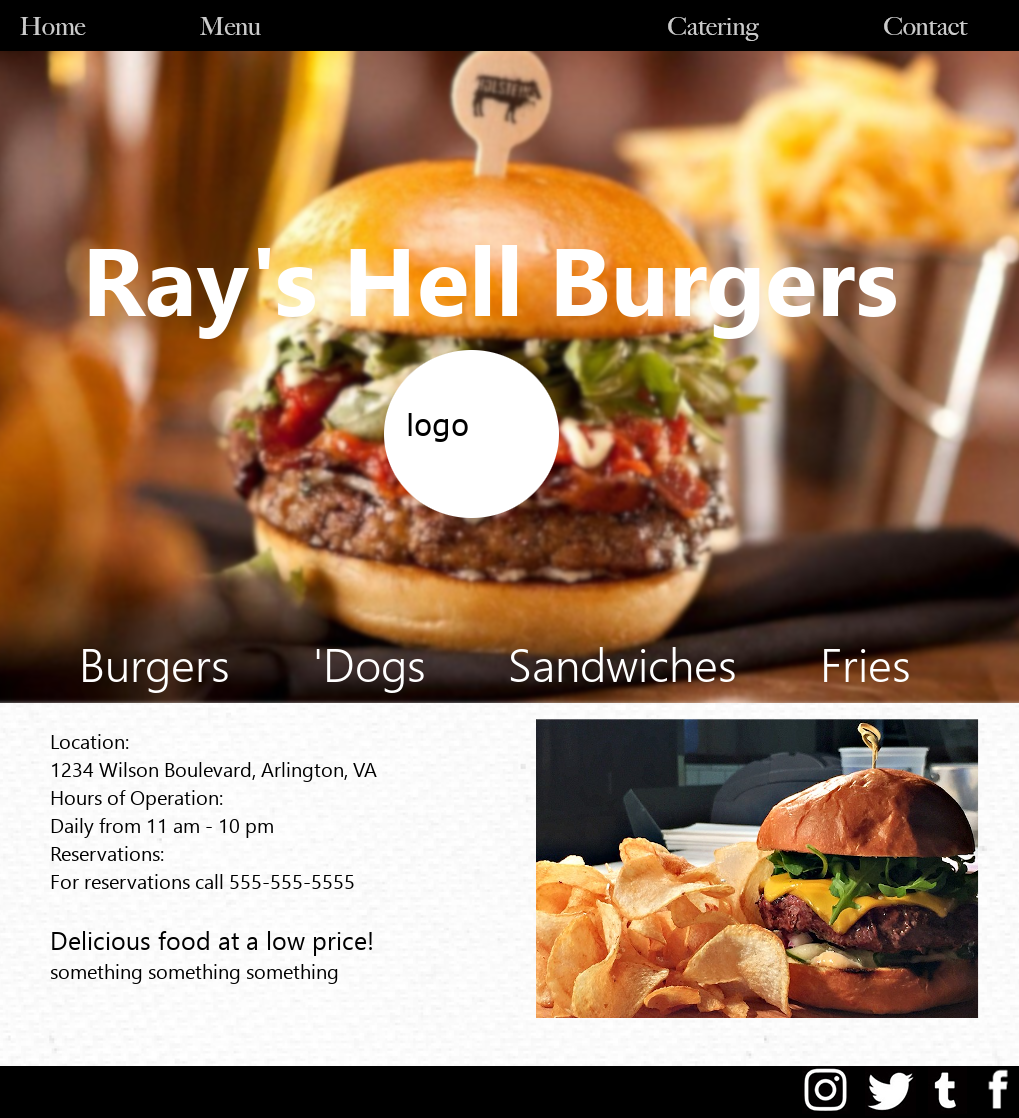 Home Menu Catering Contact
Ray's Hell Burgers
logo
Burgers 'Dogs Sandwiches Fries
Location:
1234 Wilson Boulevard, Arlington, VA
Hours of Operation:
Daily from 11 am - 10 pm
Reservations:
For reservations call 555-555-5555
Delicious food at a low price!
something something something